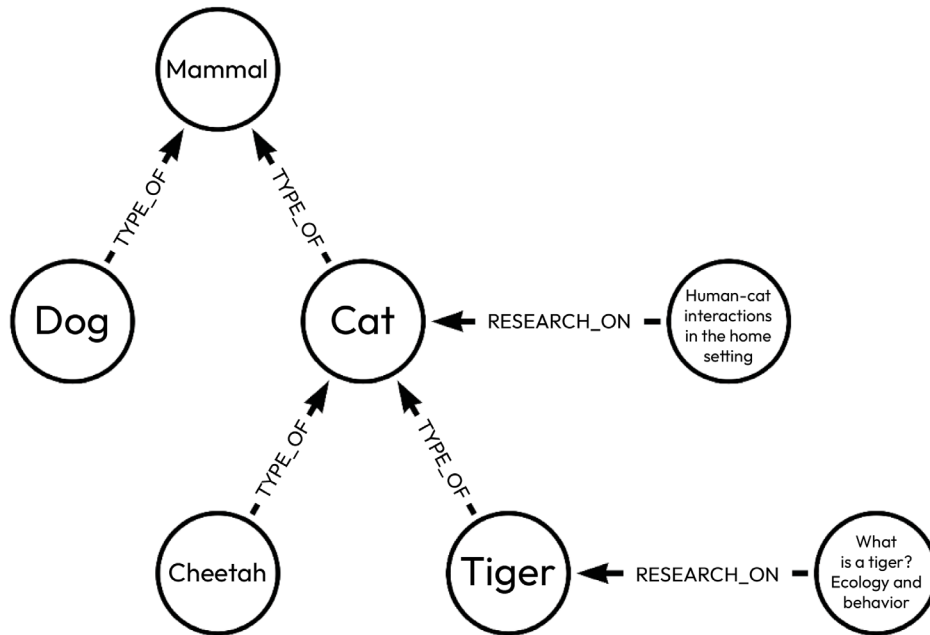 Mammal
TYPE_OF
TYPE_OF
Dog
Cat
RESEARCH_ON
Human-cat
interactions
in the home
setting
TYPE_OF
TYPE_OF
Cheetah
Tiger
RESEARCH_ON
What
is a tiger?
Ecology and
behavior